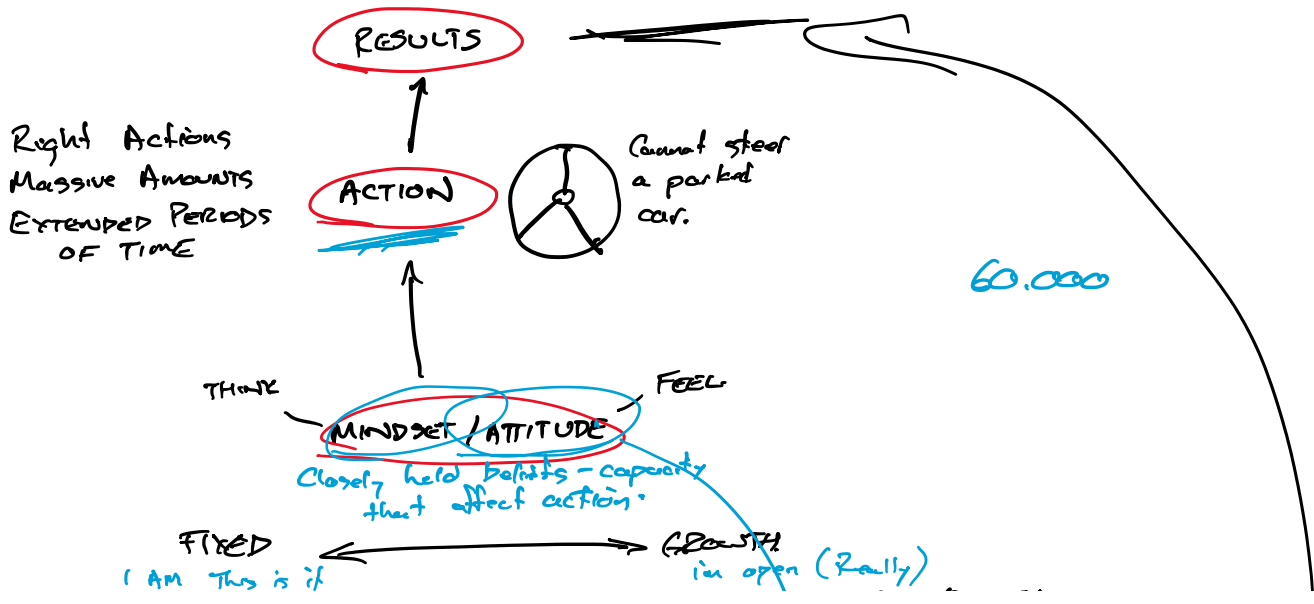 RESULTS
Right Actions
Massive Amounts
Extended Periods
of Time
ACTION
Cannot steer
a parked
car.
60.000
THINK
FEEL
MINDSET / ATTITUDE
Closely held beliefs - capacity
that affect action.
FIXED
GROWTH
I AM This is it
im open (Really)